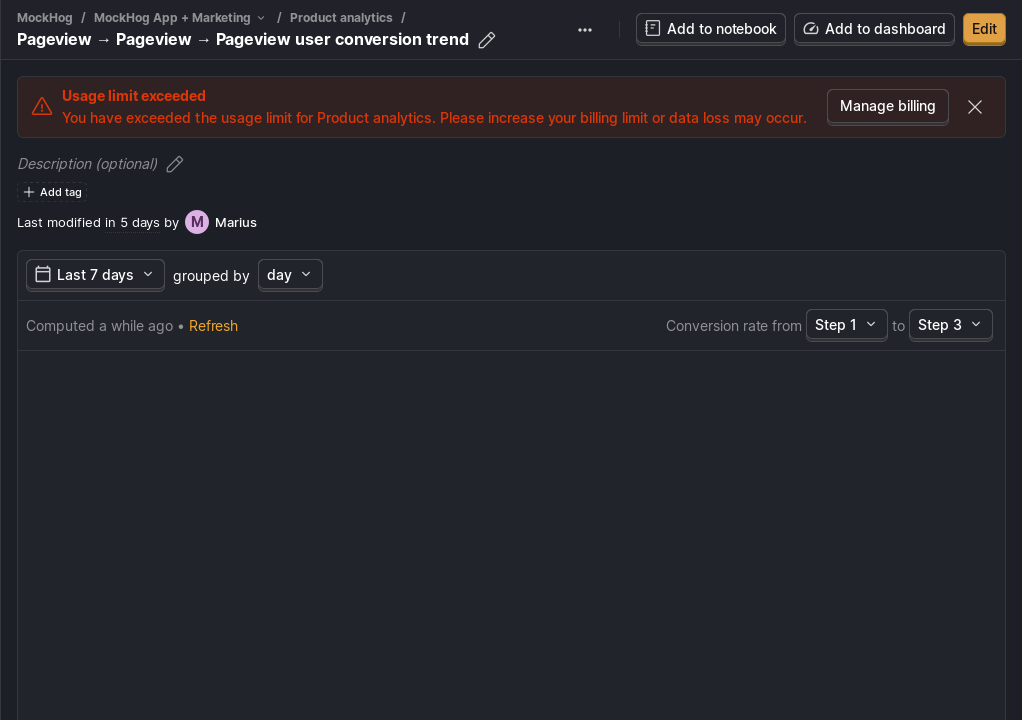 MockHog / MockHog App + Marketing / Product analytics /
Pageview → Pageview → Pageview user conversion trend
Add to notebook
Add to dashboard
Edit
Usage limit exceeded
You have exceeded the usage limit for Product analytics. Please increase your billing limit or data loss may occur.
Manage billing
Description (optional)
Add tag
Last modified in 5 days by M Marius
Last 7 days grouped by day
Computed a while ago • Refresh
Conversion rate from Step 1 to Step 3